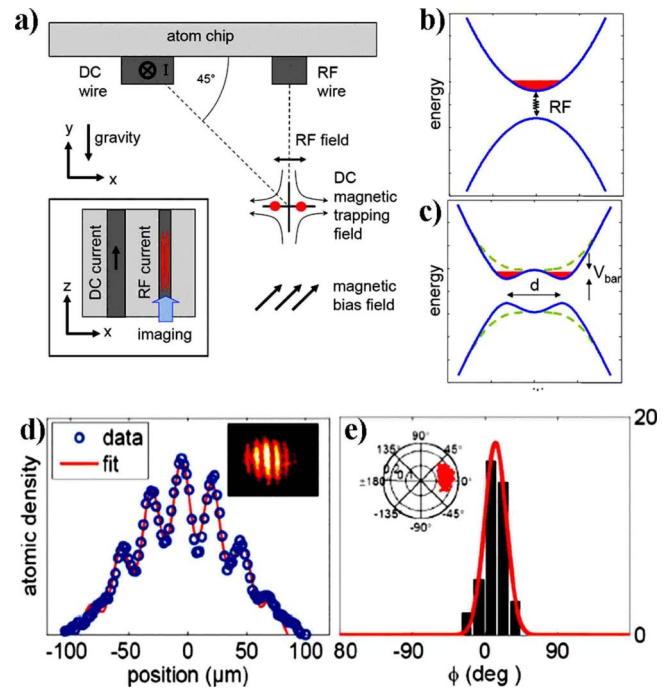 a)
atom chip
DC
wire
I
45°
RF
wire
y
x
gravity
RF field
DC
magnetic
trapping
field
DC current
RF current
z
x
imaging
magnetic
bias field
b)
energy
RF
c)
energy
V bar
d
d)
data
fit
atomic density
-100 -50 0 50 100
position (µm)
e)
90°
135° 45°
±180 0°
-135 -45°
-90°
20
0
80 -90 0 90
ϕ (deg )